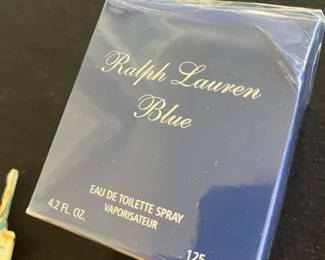 Ralph Lauren
Blue
EAU DE TOILETTE SPRAY
VAPORISATEUR
4.2 FL. OZ.
125